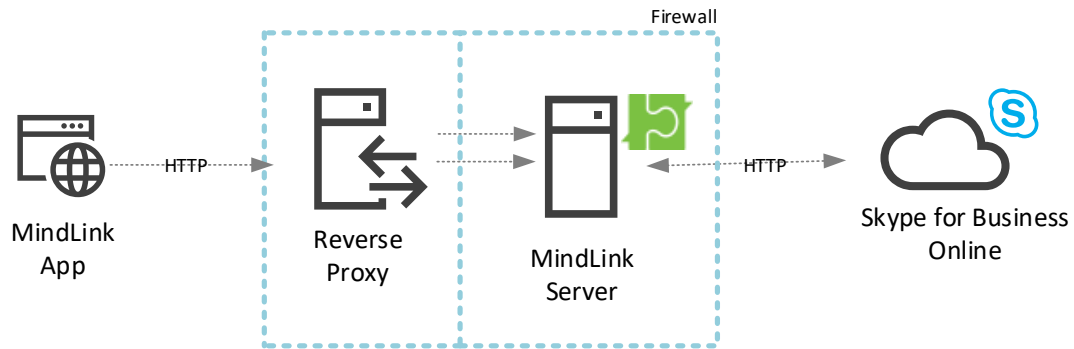 Firewall
HTTP
HTTP
MindLink
App
Reverse
Proxy
MindLink
Server
Skype for Business
Online